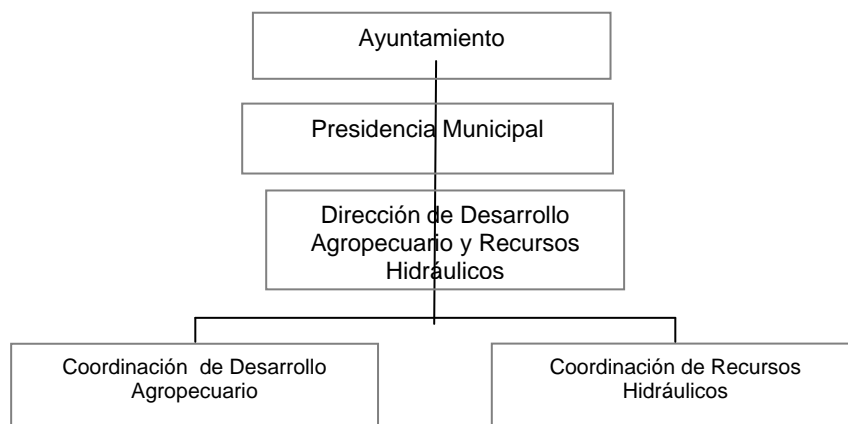 Ayuntamiento
Presidencia Municipal
Dirección de Desarrollo
Agropecuario y Recursos
Hidráulicos
Coordinación de Desarrollo
Agropecuario
Coordinación de Recursos
Hidráulicos